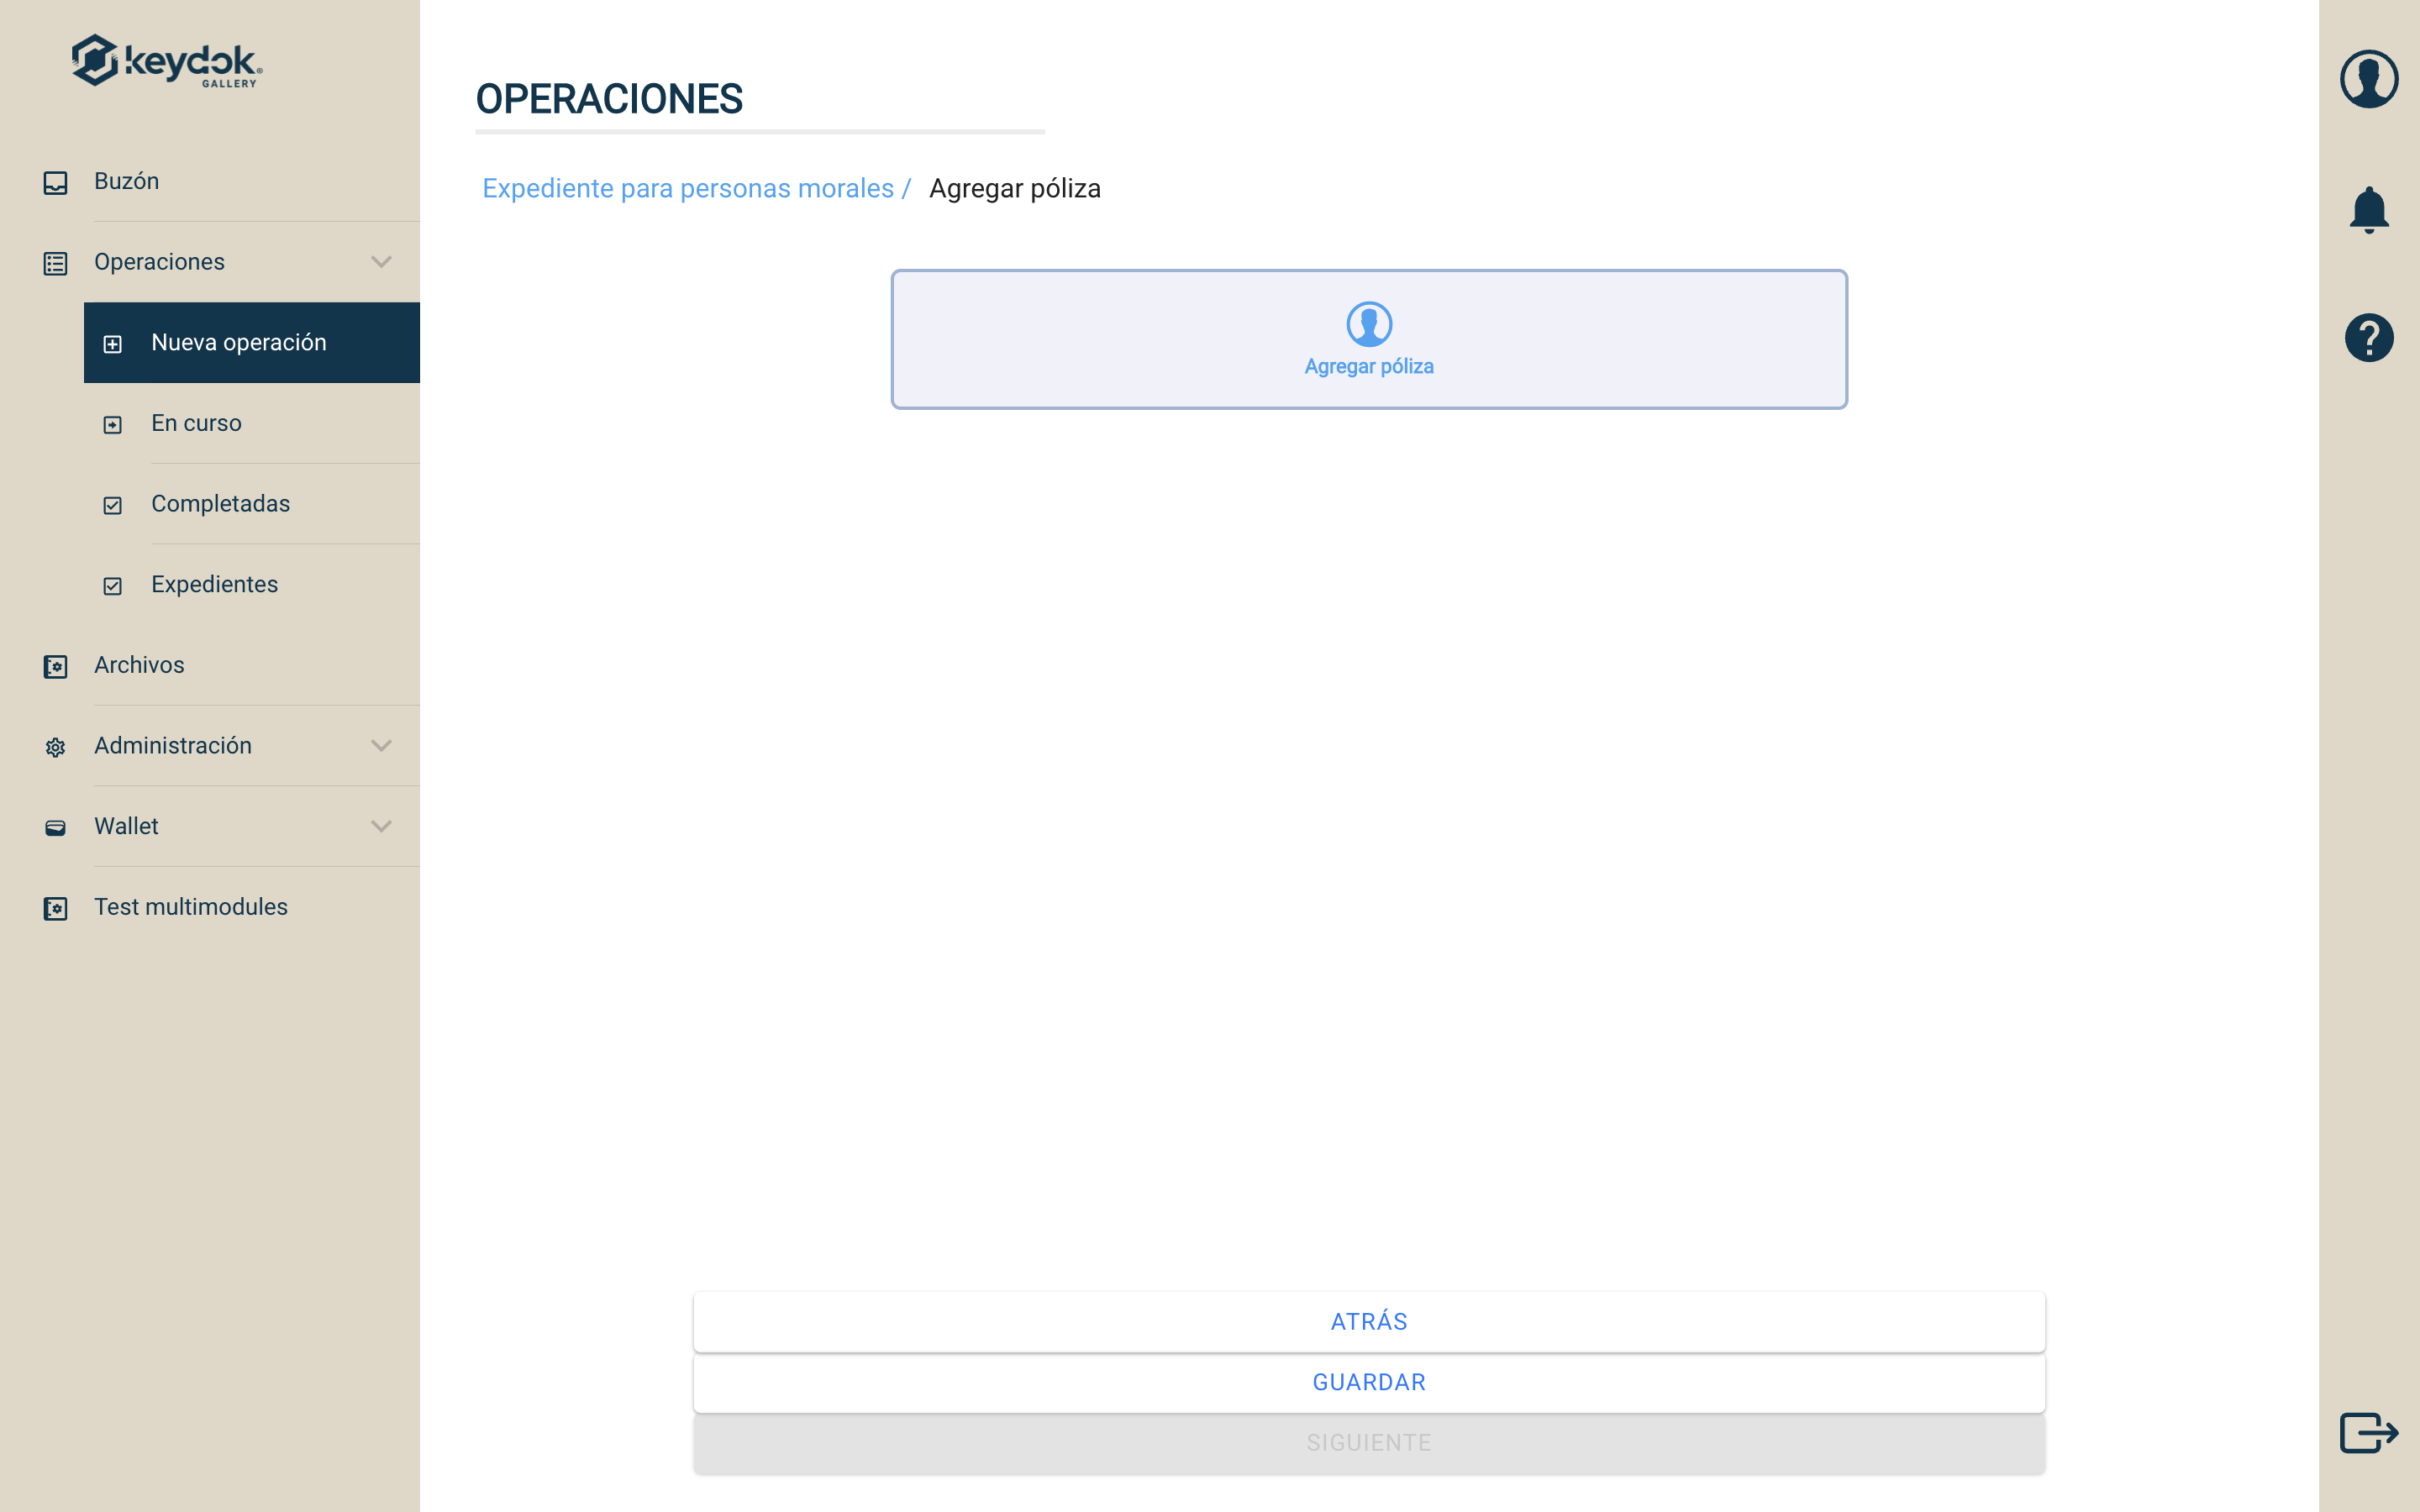 keydok®
GALLERY
Buzón
Operaciones
Nueva operación
En curso
Completadas
Expedientes
Archivos
Administración
Wallet
Test multimodules
OPERACIONES
Expediente para personas morales / Agregar póliza
Agregar póliza
ATRÁS
GUARDAR
SIGUIENTE